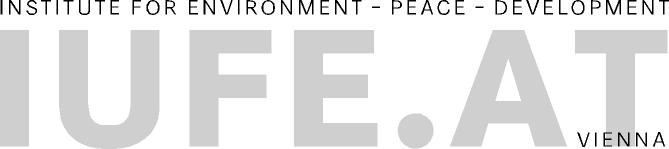 INSTITUTE FOR ENVIRONMENT – PEACE – DEVELOPMENT
IUFE.AT
VIENNA